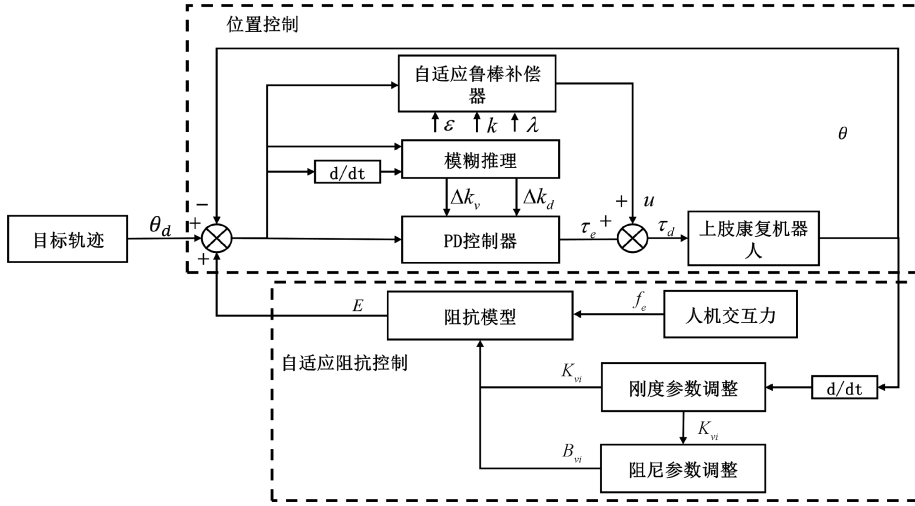 位置控制
自适应鲁棒补偿
器
ε k λ
θ
模糊推理
d/dt
Δk_v Δk_d
− + u
目标轨迹 θ_d + PD控制器 τ_e + τ_d 上肢康复机器
人
+
E 阻抗模型 f_e 人机交互力
自适应阻抗控制
K_vi 刚度参数调整 d/dt
K_vi
B_vi 阻尼参数调整